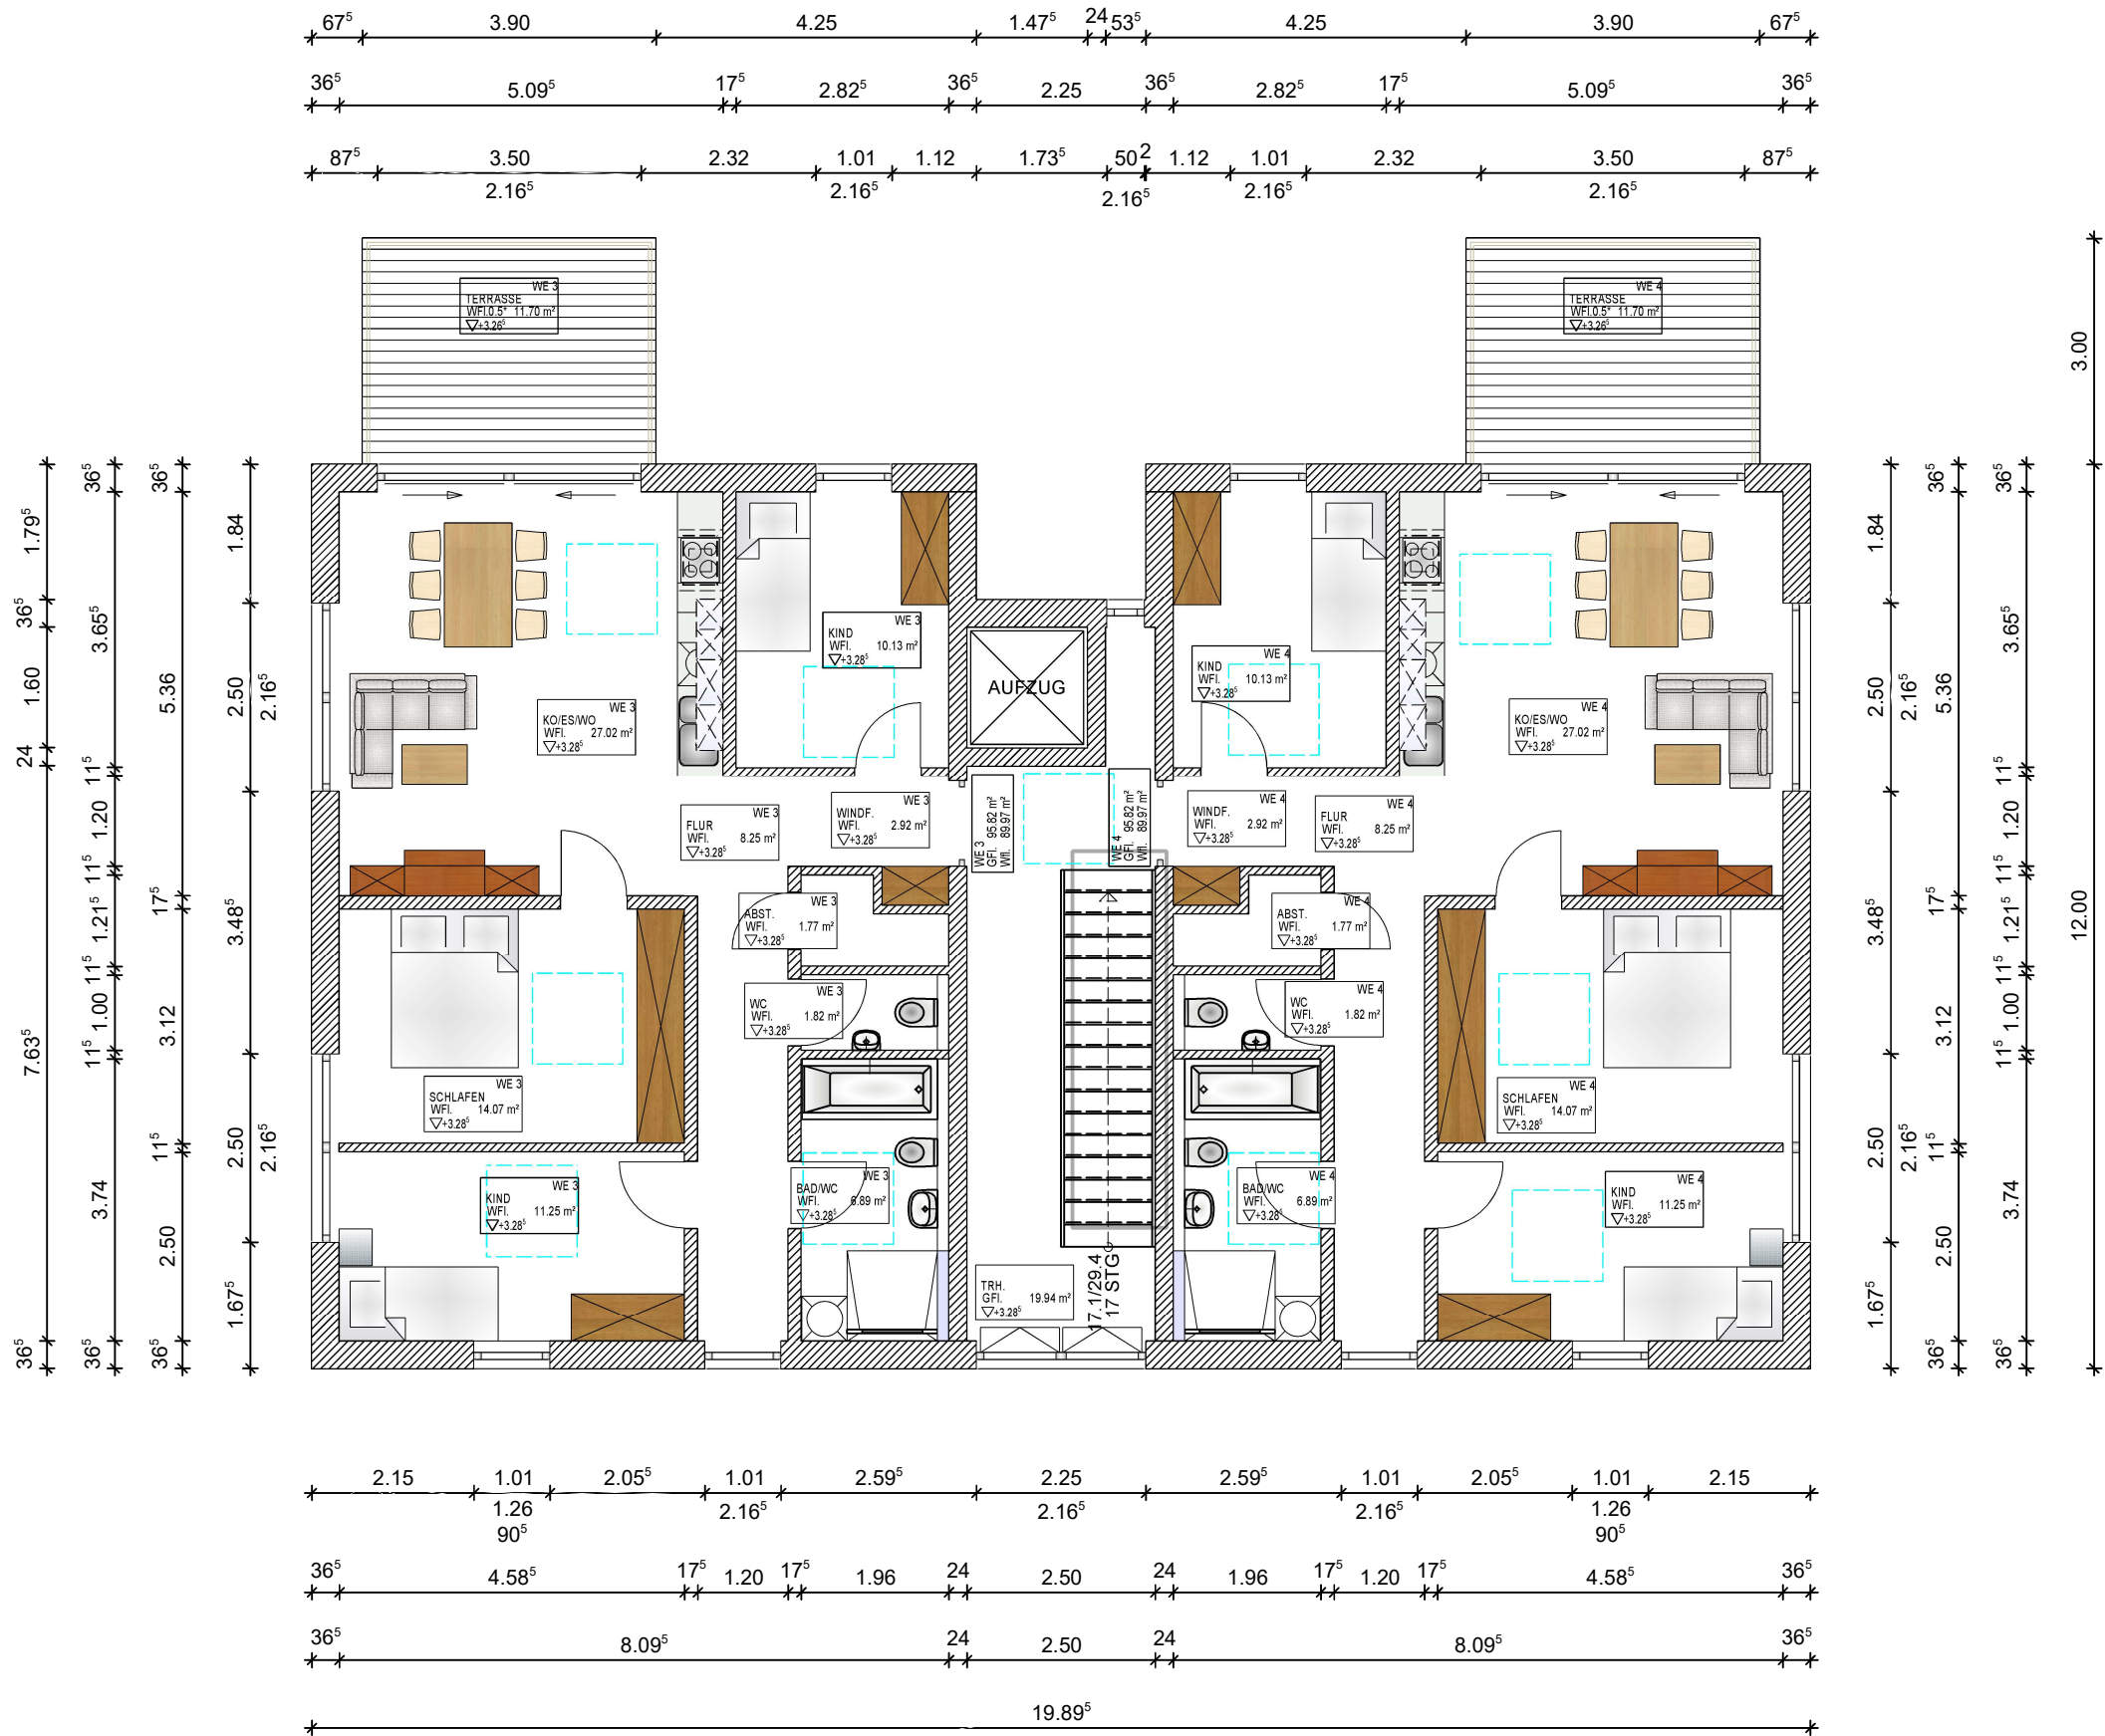 67⁵ 3.90 4.25 1.47⁵ 24 53⁵ 4.25 3.90 67⁵
36⁵ 5.09⁵ 17⁵ 2.82⁵ 36⁵ 2.25 36⁵ 2.82⁵ 17⁵ 5.09⁵ 36⁵
87⁵ 3.50 2.32 1.01 1.12 1.73⁵ 50 2 1.12 1.01 2.32 3.50 87⁵
2.16⁵ 2.16⁵ 2.16⁵ 2.16⁵ 2.16⁵
WE 3
TERRASSE
WFl.0.5* 11.70 m²
▽+3.26⁵
WE 4
TERRASSE
WFl.0.5* 11.70 m²
▽+3.26⁵
3.00
12.00
36⁵ 7.63⁵ 24 1.60 36⁵ 1.79⁵
36⁵ 3.74 11⁵ 1.00 11⁵ 1.21⁵ 11⁵ 1.20 11⁵ 3.65⁵ 36⁵
36⁵ 2.50 11⁵ 3.12 17⁵ 5.36 36⁵
1.67⁵ 2.50 3.48⁵ 2.50 1.84
2.16⁵ 2.16⁵
WE 3
KIND
WFl. 10.13 m²
▽+3.28⁵
WE 4
KIND
WFl. 10.13 m²
▽+3.28⁵
AUFZUG
WE 3
KO/ES/WO
WFl. 27.02 m²
▽+3.28⁵
WE 4
KO/ES/WO
WFl. 27.02 m²
▽+3.28⁵
WE 3
FLUR
WFl. 8.25 m²
▽+3.28⁵
WE 3
WINDF.
WFl. 2.92 m²
▽+3.28⁵
WE 3
GFl. 95.82 m²
Wfl. 89.97 m²
WE 4
GFl. 95.82 m²
Wfl. 89.97 m²
WE 4
WINDF.
WFl. 2.92 m²
▽+3.28⁵
WE 4
FLUR
WFl. 8.25 m²
▽+3.28⁵
WE 3
ABST.
WFl. 1.77 m²
▽+3.28⁵
WE 4
ABST.
WFl. 1.77 m²
▽+3.28⁵
WE 3
WC
WFl. 1.82 m²
▽+3.28⁵
WE 4
WC
WFl. 1.82 m²
▽+3.28⁵
WE 3
SCHLAFEN
WFl. 14.07 m²
▽+3.28⁵
WE 4
SCHLAFEN
WFl. 14.07 m²
▽+3.28⁵
WE 3
KIND
WFl. 11.25 m²
▽+3.28⁵
WE 3
BAD/WC
WFl. 6.89 m²
▽+3.28⁵
WE 4
BAD/WC
WFl. 6.89 m²
▽+3.28⁵
WE 4
KIND
WFl. 11.25 m²
▽+3.28⁵
TRH.
GFl. 19.94 m²
▽+3.28⁵
17.1/29.4
17 STG
1.67⁵ 2.50 3.48⁵ 2.50 1.84
2.16⁵ 2.16⁵
36⁵ 2.50 11⁵ 3.12 17⁵ 5.36 36⁵
36⁵ 3.74 11⁵ 1.00 11⁵ 1.21⁵ 11⁵ 1.20 11⁵ 3.65⁵ 36⁵
2.15 1.01 2.05⁵ 1.01 2.59⁵ 2.25 2.59⁵ 1.01 2.05⁵ 1.01 2.15
1.26 2.16⁵ 2.16⁵ 2.16⁵ 1.26
90⁵ 90⁵
36⁵ 4.58⁵ 17⁵ 1.20 17⁵ 1.96 24 2.50 24 1.96 17⁵ 1.20 17⁵ 4.58⁵ 36⁵
36⁵ 8.09⁵ 24 2.50 24 8.09⁵ 36⁵
19.89⁵